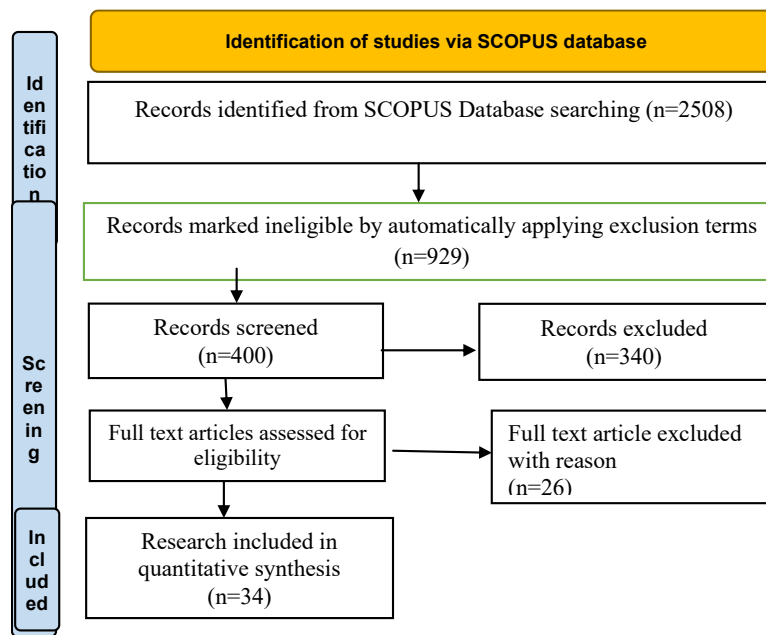 Identification of studies via SCOPUS database
Id
en
tific
a
tio
n
Records identified from SCOPUS Database searching (n=2508)
Records marked ineligible by automatically applying exclusion terms
(n=929)
Sc
re
en
in
g
Records screened
(n=400)
Records excluded
(n=340)
Full text articles assessed for
eligibility
Full text article excluded
with reason
(n=26)
In
cl
ud
ed
Research included in
quantitative synthesis
(n=34)